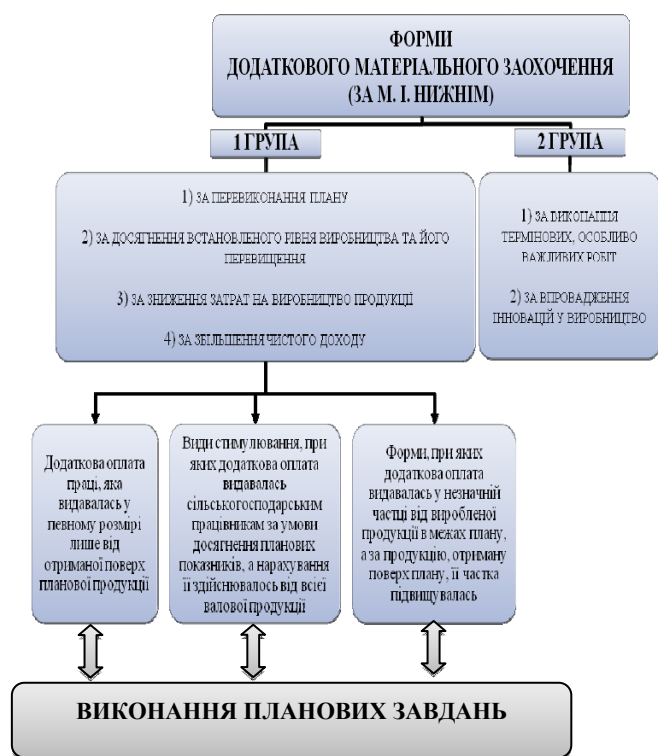 ФОРМИ
ДОДАТКОВОГО МАТЕРІАЛЬНОГО ЗАОХОЧЕННЯ
(ЗА М. І. НИЖНІМ)
1 ГРУПА
2 ГРУПА
1) ЗА ПЕРЕВИКОНАННЯ ПЛАНУ
2) ЗА ДОСЯГНЕННЯ ВСТАНОВЛЕНОГО РІВНЯ ВИРОБНИЦТВА ТА ЙОГО
ПЕРЕВИЩЕННЯ
3) ЗА ЗНИЖЕННЯ ЗАТРАТ НА ВИРОБНИЦТВО ПРОДУКЦІЇ
4) ЗА ЗБІЛЬШЕННЯ ЧИСТОГО ДОХОДУ
1) ЗА ВИКОНАННЯ
ТЕРМІНОВИХ, ОСОБЛИВО
ВАЖЛИВИХ РОБІТ
2) ЗА ВПРОВАДЖЕННЯ
ІННОВАЦІЙ У ВИРОБНИЦТВО
Додаткова оплата
праці, яка
видавалась у
певному розмірі
лише від
отриманої поверх
планової продукції
Види стимулювання, при
яких додаткова оплата
видавалась
сільськогосподарським
працівникам за умови
досягнення планових
показників, а нарахування
її здійснювалось від всієї
валової продукції
Форми, при яких
додаткова оплата
видавалась у незначній
частці від виробленої
продукції в межах плану,
а за продукцію, отриману
поверх плану, її частка
підвищувалась
ВИКОНАННЯ ПЛАНОВИХ ЗАВДАНЬ